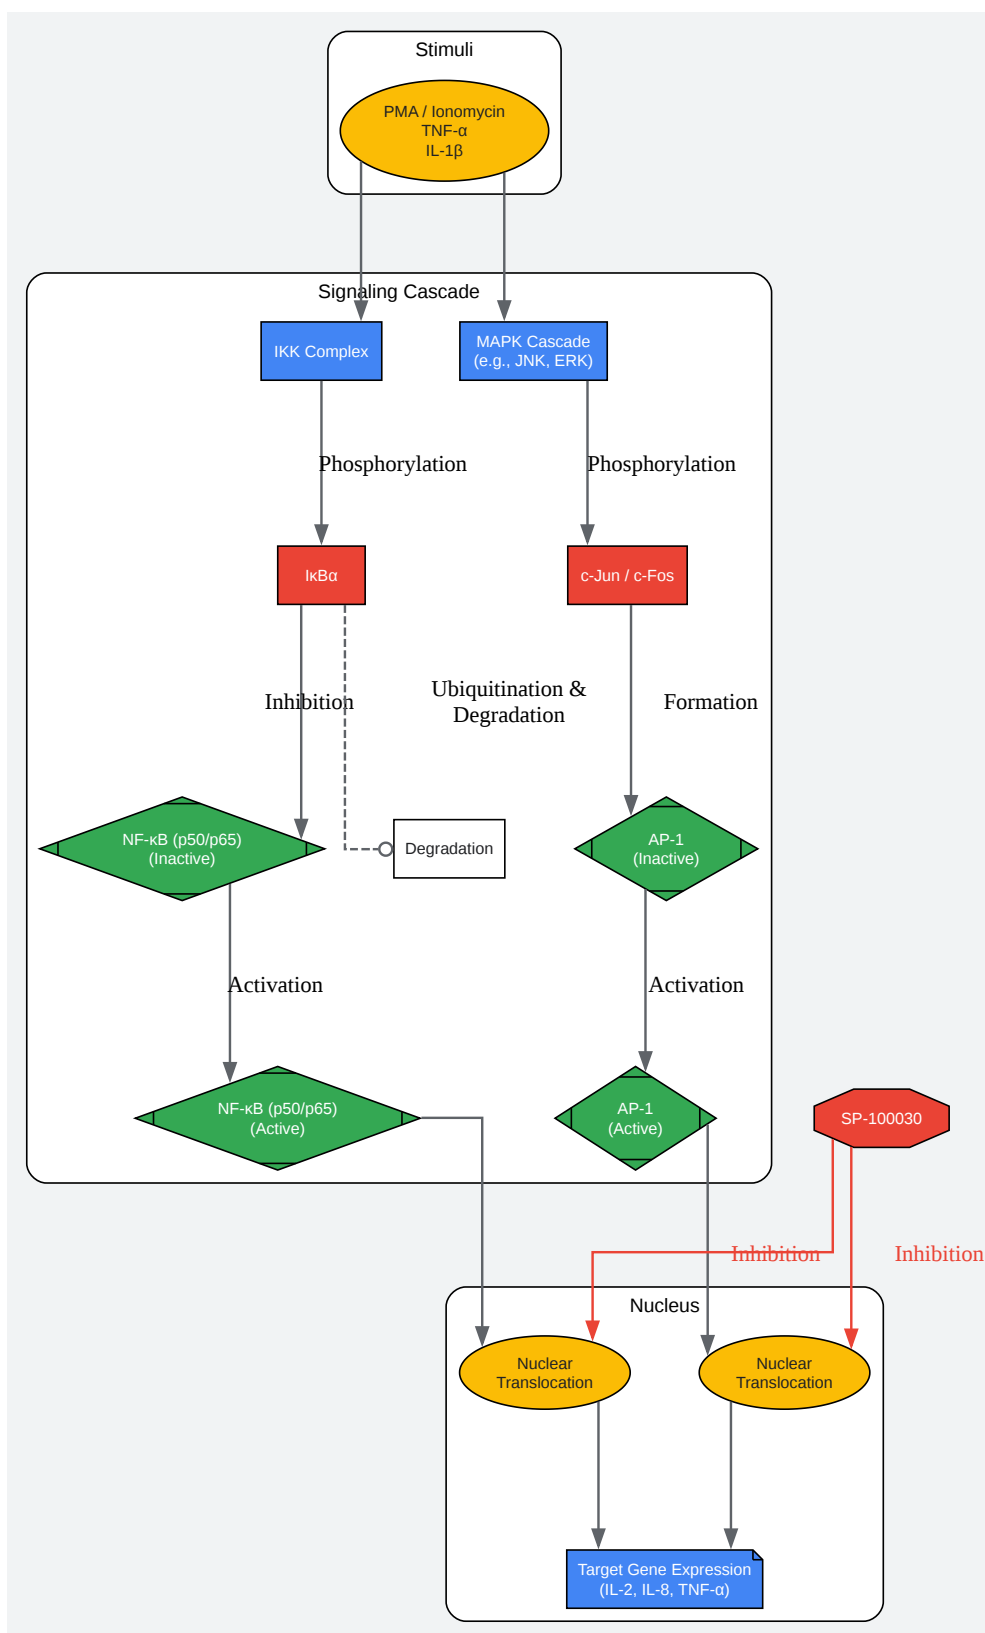 Stimuli
PMA / Ionomycin
TNF-α
IL-1β
Signaling Cascade
IKK Complex
MAPK Cascade
(e.g., JNK, ERK)
Phosphorylation
Phosphorylation
IκBα
c-Jun / c-Fos
Inhibition
Ubiquitination &
Degradation
Formation
NF-κB (p50/p65)
(Inactive)
Degradation
AP-1
(Inactive)
Activation
Activation
NF-κB (p50/p65)
(Active)
AP-1
(Active)
SP-100030
Inhibition
Inhibition
Nucleus
Nuclear
Translocation
Nuclear
Translocation
Target Gene Expression
(IL-2, IL-8, TNF-α)